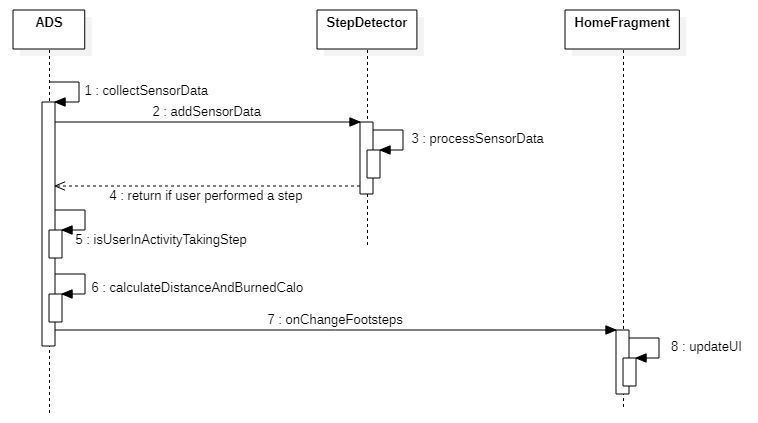 ADS
StepDetector
HomeFragment
1 : collectSensorData
2 : addSensorData
3 : processSensorData
4 : return if user performed a step
5 : isUserInActivityTakingStep
6 : calculateDistanceAndBurnedCalo
7 : onChangeFootsteps
8 : updateUI